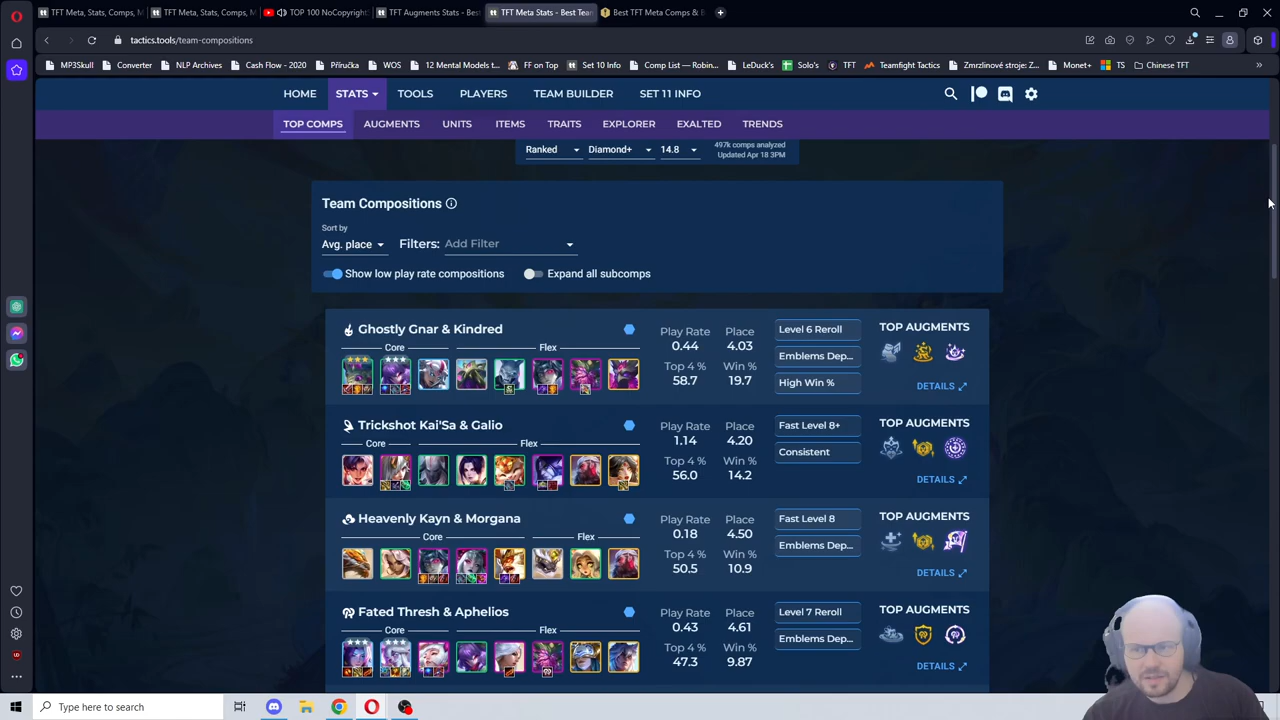 TFT Meta, Stats, Comps, M
TFT Meta, Stats, Comps, M
TOP 100 NoCopyright
TFT Augments Stats - Bes
TFT Meta Stats - Best Tea
Best TFT Meta Comps & B
tactics.tools/team-compositions
MP3Skull
Converter
NLP Archives
Cash Flow - 2020
Příručka
WOS
12 Mental Models t...
FF on Top
Set 10 Info
Comp List — Robin...
LeDuck's
Solo's
TFT
Teamfight Tactics
Zmrzlinové stroje: Z...
Monet+
TS
Chinese TFT
HOME
STATS
TOOLS
PLAYERS
TEAM BUILDER
SET 11 INFO
TOP COMPS
AUGMENTS
UNITS
ITEMS
TRAITS
EXPLORER
EXALTED
TRENDS
Ranked
Diamond+
14.8
497k comps analyzed
Updated Apr 18 3PM
Team Compositions
Sort by
Avg. place
Filters:
Add Filter
Show low play rate compositions
Expand all subcomps
Ghostly Gnar & Kindred
Core
Flex
Play Rate
0.44
Place
4.03
Top 4 %
58.7
Win %
19.7
Level 6 Reroll
Emblems Dep...
High Win %
TOP AUGMENTS
DETAILS
Trickshot Kai'Sa & Galio
Core
Flex
Play Rate
1.14
Place
4.20
Top 4 %
56.0
Win %
14.2
Fast Level 8+
Consistent
TOP AUGMENTS
DETAILS
Heavenly Kayn & Morgana
Core
Flex
Play Rate
0.18
Place
4.50
Top 4 %
50.5
Win %
10.9
Fast Level 8
Emblems Dep...
TOP AUGMENTS
DETAILS
Fated Thresh & Aphelios
Core
Flex
Play Rate
0.43
Place
4.61
Top 4 %
47.3
Win %
9.87
Level 7 Reroll
Emblems Dep...
TOP AUGMENTS
DETAILS
Type here to search